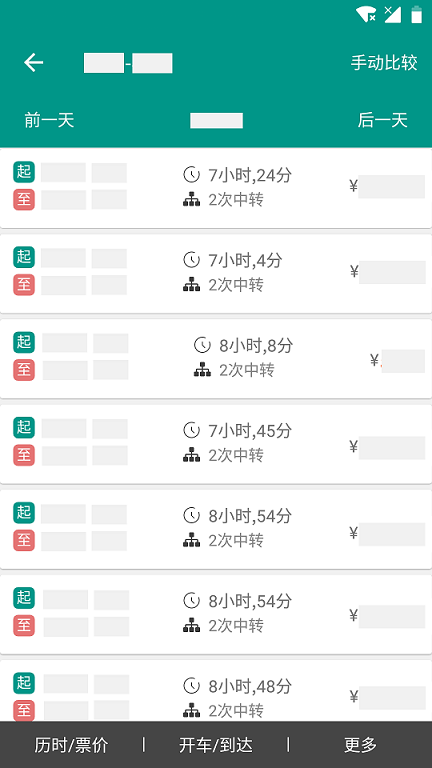 - 手动比较
前一天 后一天
起 7小时,24分 ¥
至 2次中转
起 7小时,4分 ¥
至 2次中转
起 8小时,8分 ¥
至 2次中转
起 7小时,45分 ¥
至 2次中转
起 8小时,54分 ¥
至 2次中转
起 8小时,54分 ¥
至 2次中转
起 8小时,48分 ¥
至 2次中转
历时/票价 | 开车/到达 | 更多